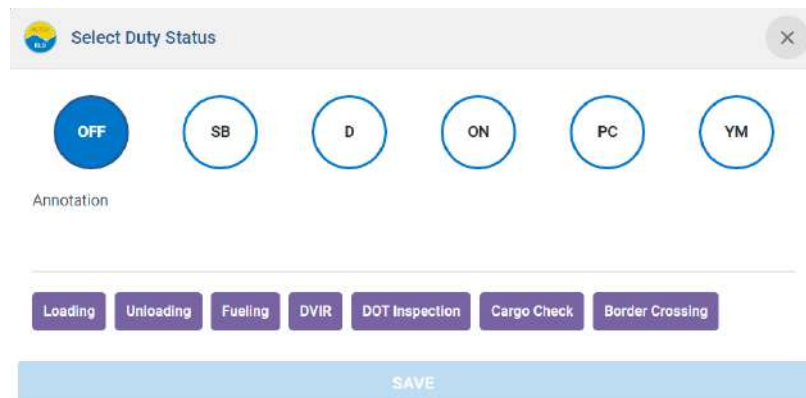 Select Duty Status
OFF SB D ON PC YM
Annotation
Loading Unloading Fueling DVIR DOT Inspection Cargo Check Border Crossing
SAVE